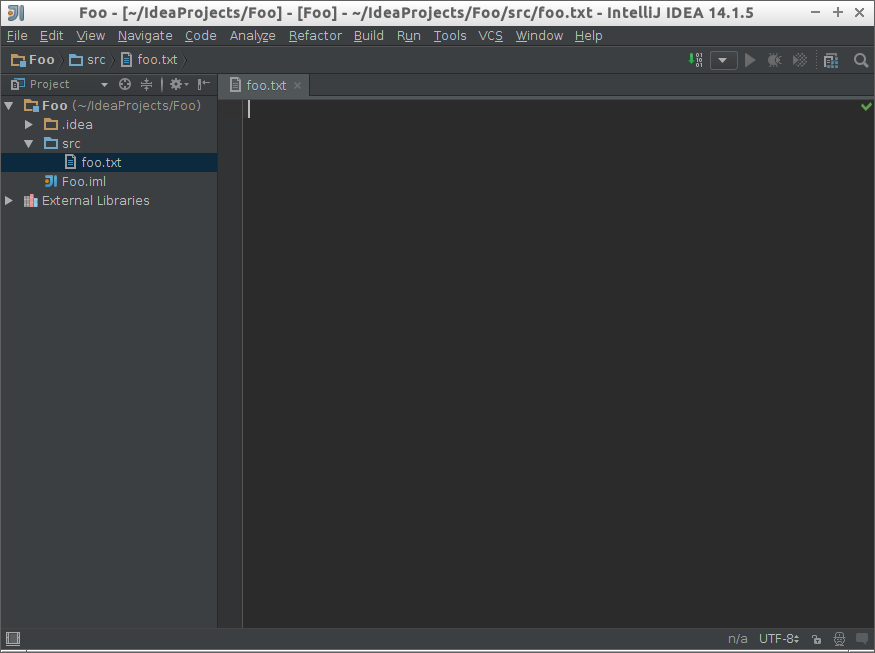 Foo - [~/IdeaProjects/Foo] - [Foo] - ~/IdeaProjects/Foo/src/foo.txt - IntelliJ IDEA 14.1.5
File Edit View Navigate Code Analyze Refactor Build Run Tools VCS Window Help
Foo src foo.txt
Project
foo.txt
Foo (~/IdeaProjects/Foo)
.idea
src
foo.txt
Foo.iml
External Libraries
n/a UTF-8